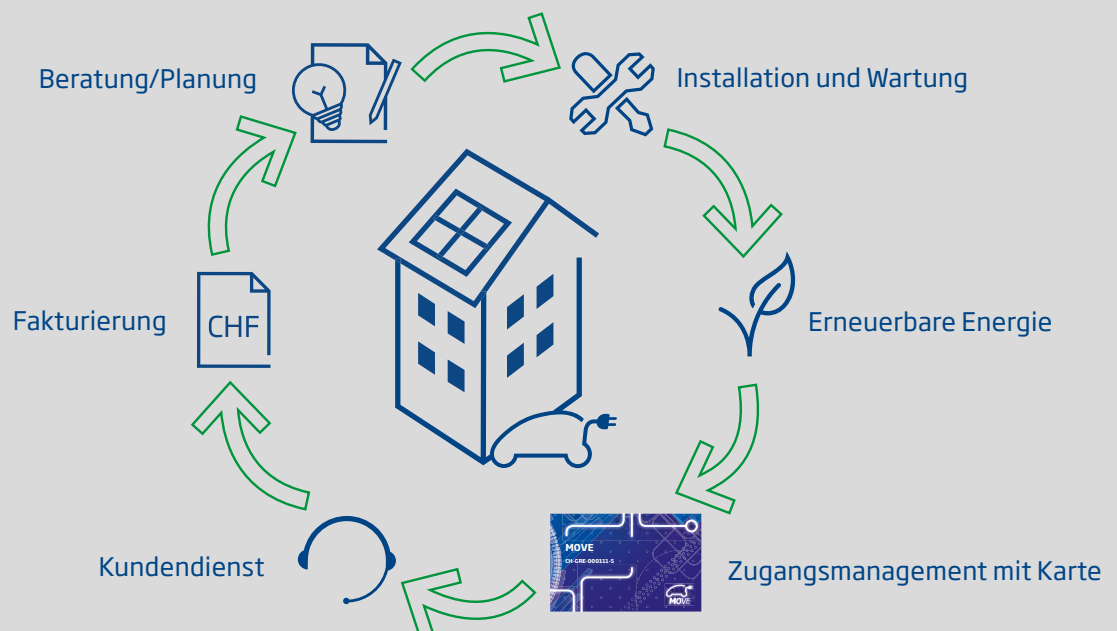 Beratung/Planung
Installation und Wartung
Fakturierung
CHF
Erneuerbare Energie
MOVE
CH-GRE-000111-5
MOVE
Kundendienst
Zugangsmanagement mit Karte